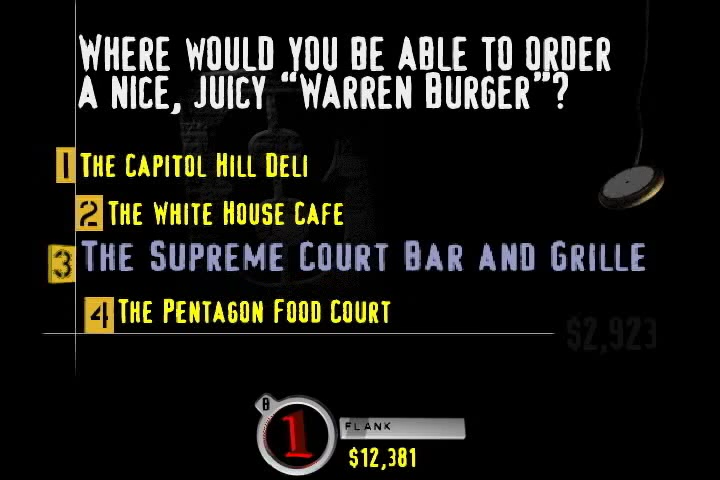 WHERE WOULD YOU BE ABLE TO ORDER
A NICE, JUICY “WARREN BURGER”?
1 THE CAPITOL HILL DELI
2 THE WHITE HOUSE CAFE
3 THE SUPREME COURT BAR AND GRILLE
4 THE PENTAGON FOOD COURT
$2,923
B
1 FLANK
$12,381